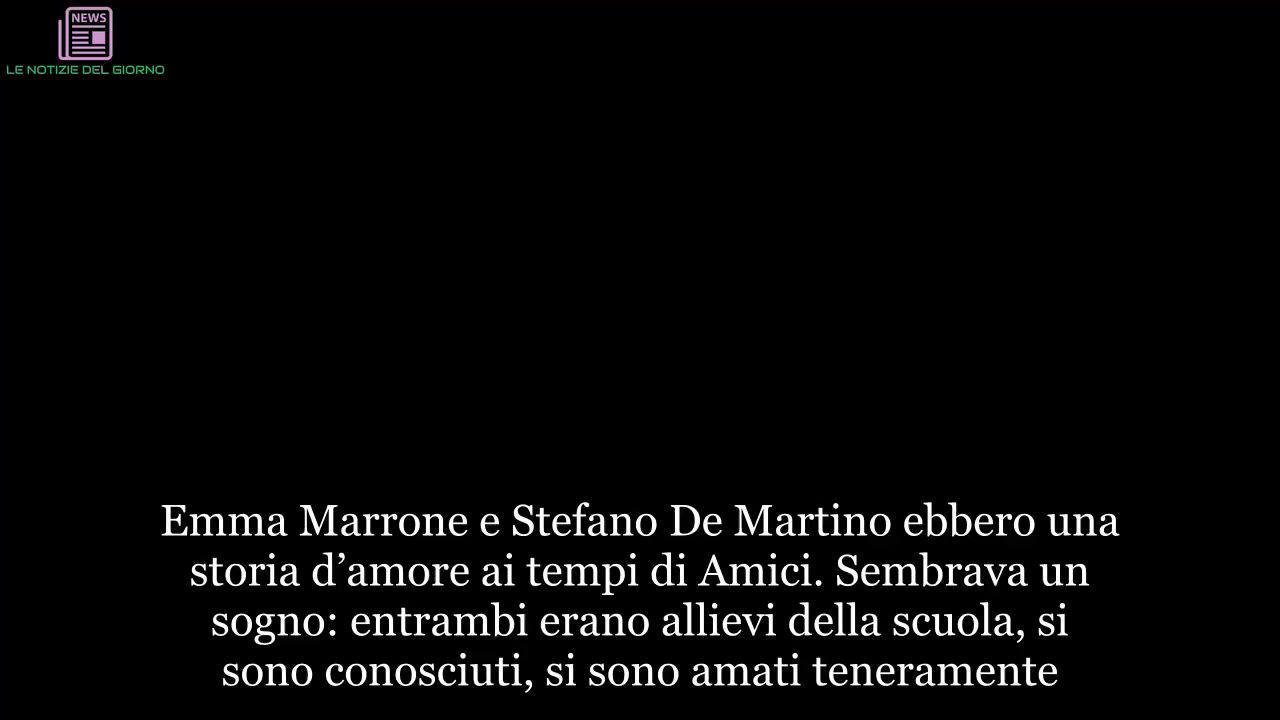 NEWS
LE NOTIZIE DEL GIORNO
Emma Marrone e Stefano De Martino ebbero una
storia d’amore ai tempi di Amici. Sembrava un
sogno: entrambi erano allievi della scuola, si
sono conosciuti, si sono amati teneramente